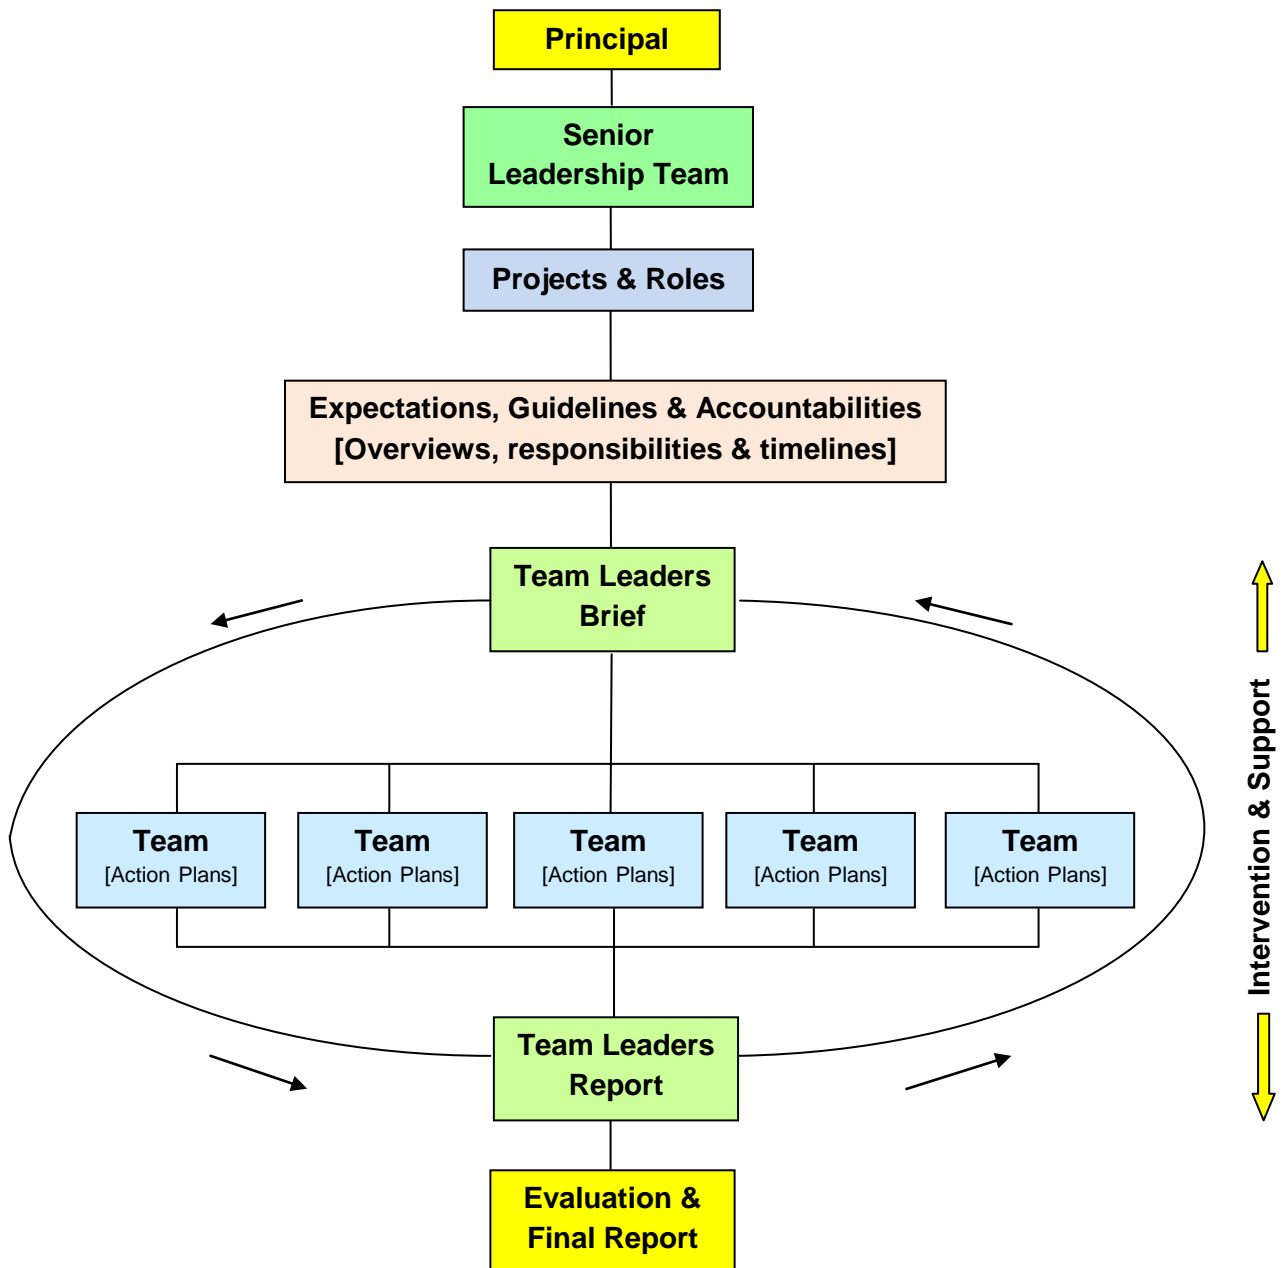 Principal
Senior
Leadership Team
Projects & Roles
Expectations, Guidelines & Accountabilities
[Overviews, responsibilities & timelines]
Team Leaders
Brief
Team
[Action Plans]
Team
[Action Plans]
Team
[Action Plans]
Team
[Action Plans]
Team
[Action Plans]
Team Leaders
Report
Evaluation &
Final Report
Intervention & Support